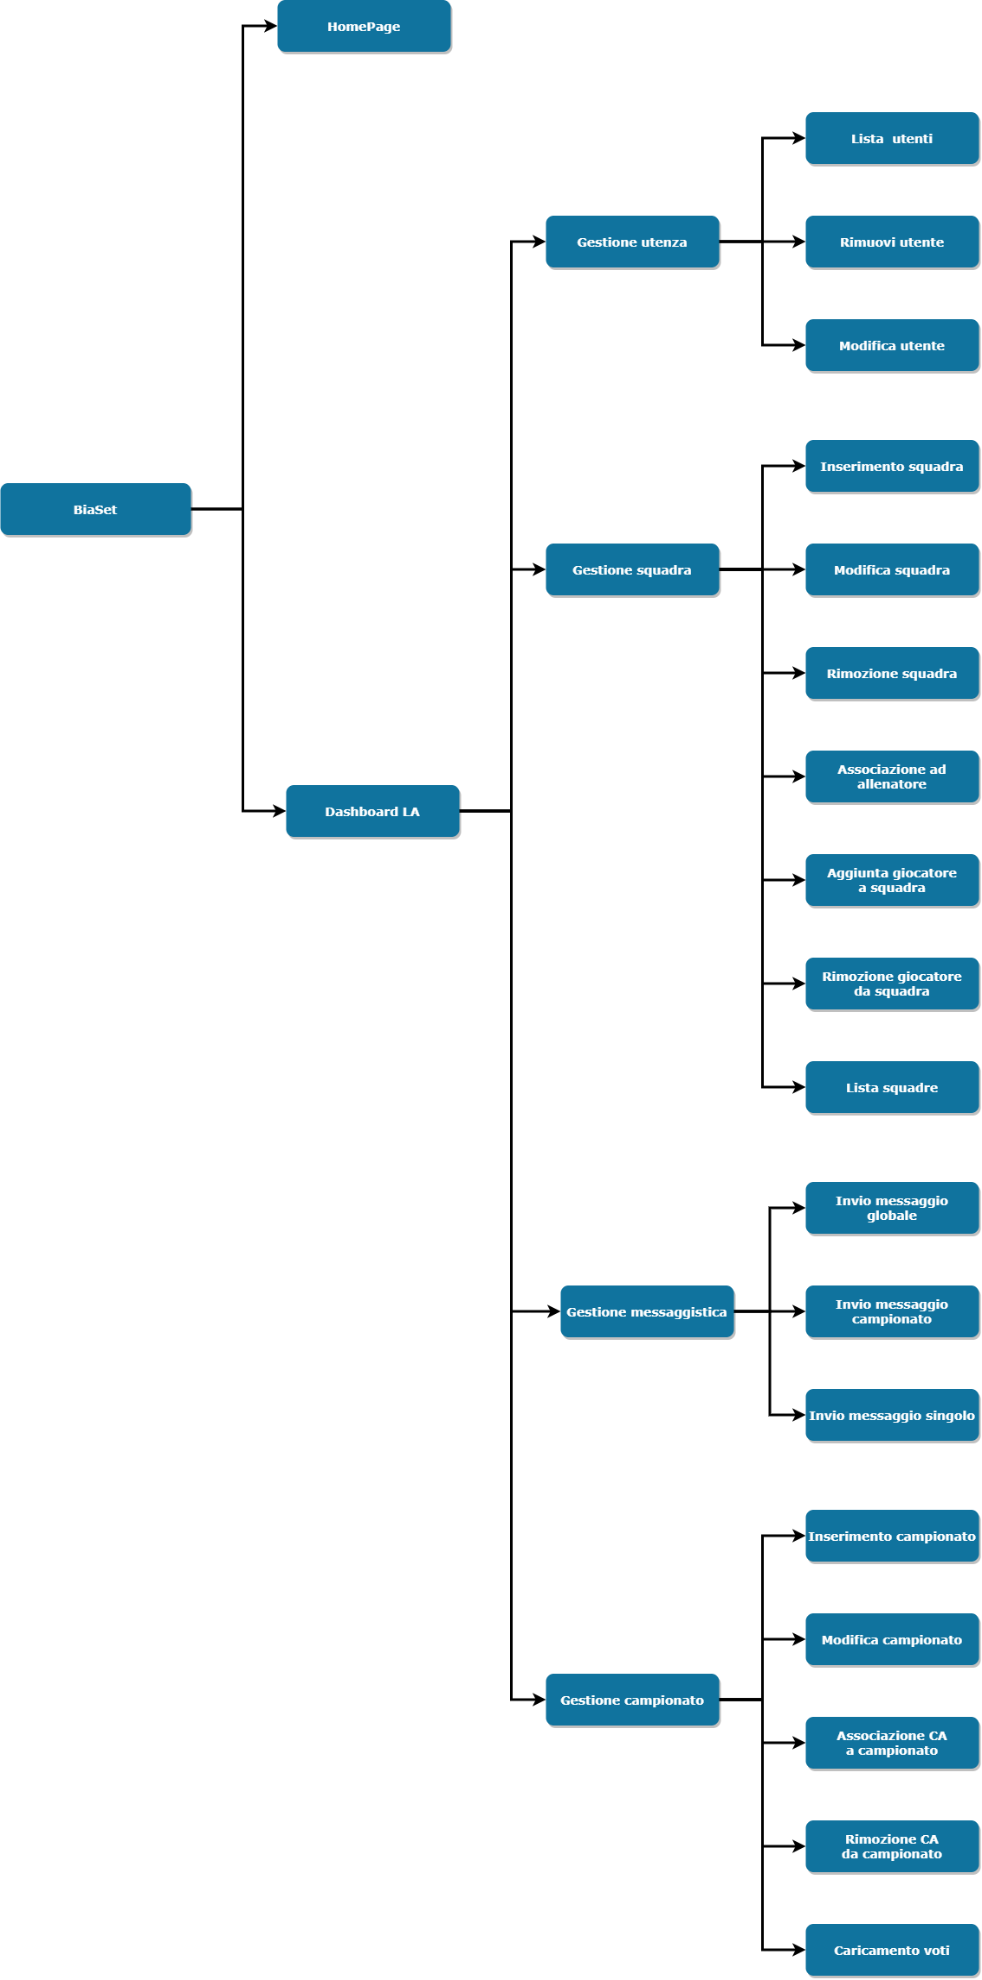 HomePage
Lista utenti
Gestione utenza
Rimuovi utente
Modifica utente
Inserimento squadra
BiaSet
Gestione squadra
Modifica squadra
Rimozione squadra
Associazione ad
allenatore
Dashboard LA
Aggiunta giocatore
a squadra
Rimozione giocatore
da squadra
Lista squadre
Invio messaggio
globale
Gestione messaggistica
Invio messaggio
campionato
Invio messaggio singolo
Inserimento campionato
Modifica campionato
Gestione campionato
Associazione CA
a campionato
Rimozione CA
da campionato
Caricamento voti